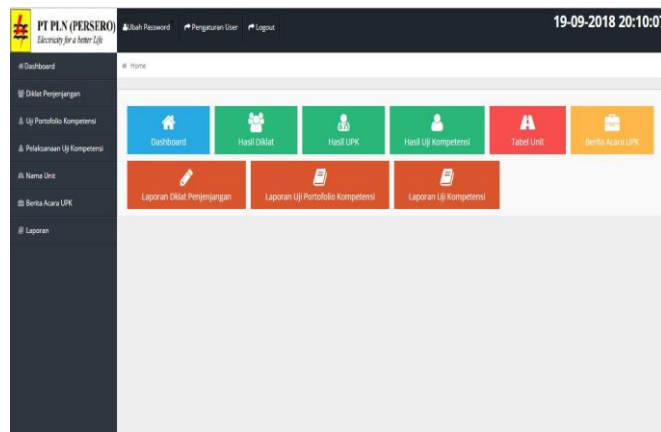 PT PLN (PERSERO)
Electricity for a better Life
Ubah Password Pengaturan User Logout
19-09-2018 20:10:07
Dashboard
Home
Diklat Penjenjangan
Uji Portofolio Kompetensi
Pelaksanaan Uji Kompetensi
Nama Unit
Berita Acara UPK
Laporan
Dashboard Hasil Diklat Hasil UPK Hasil Uji Kompetensi Tabel Unit Berita Acara UPK
Laporan Diklat Penjenjangan Laporan Uji Portofolio Kompetensi Laporan Uji Kompetensi